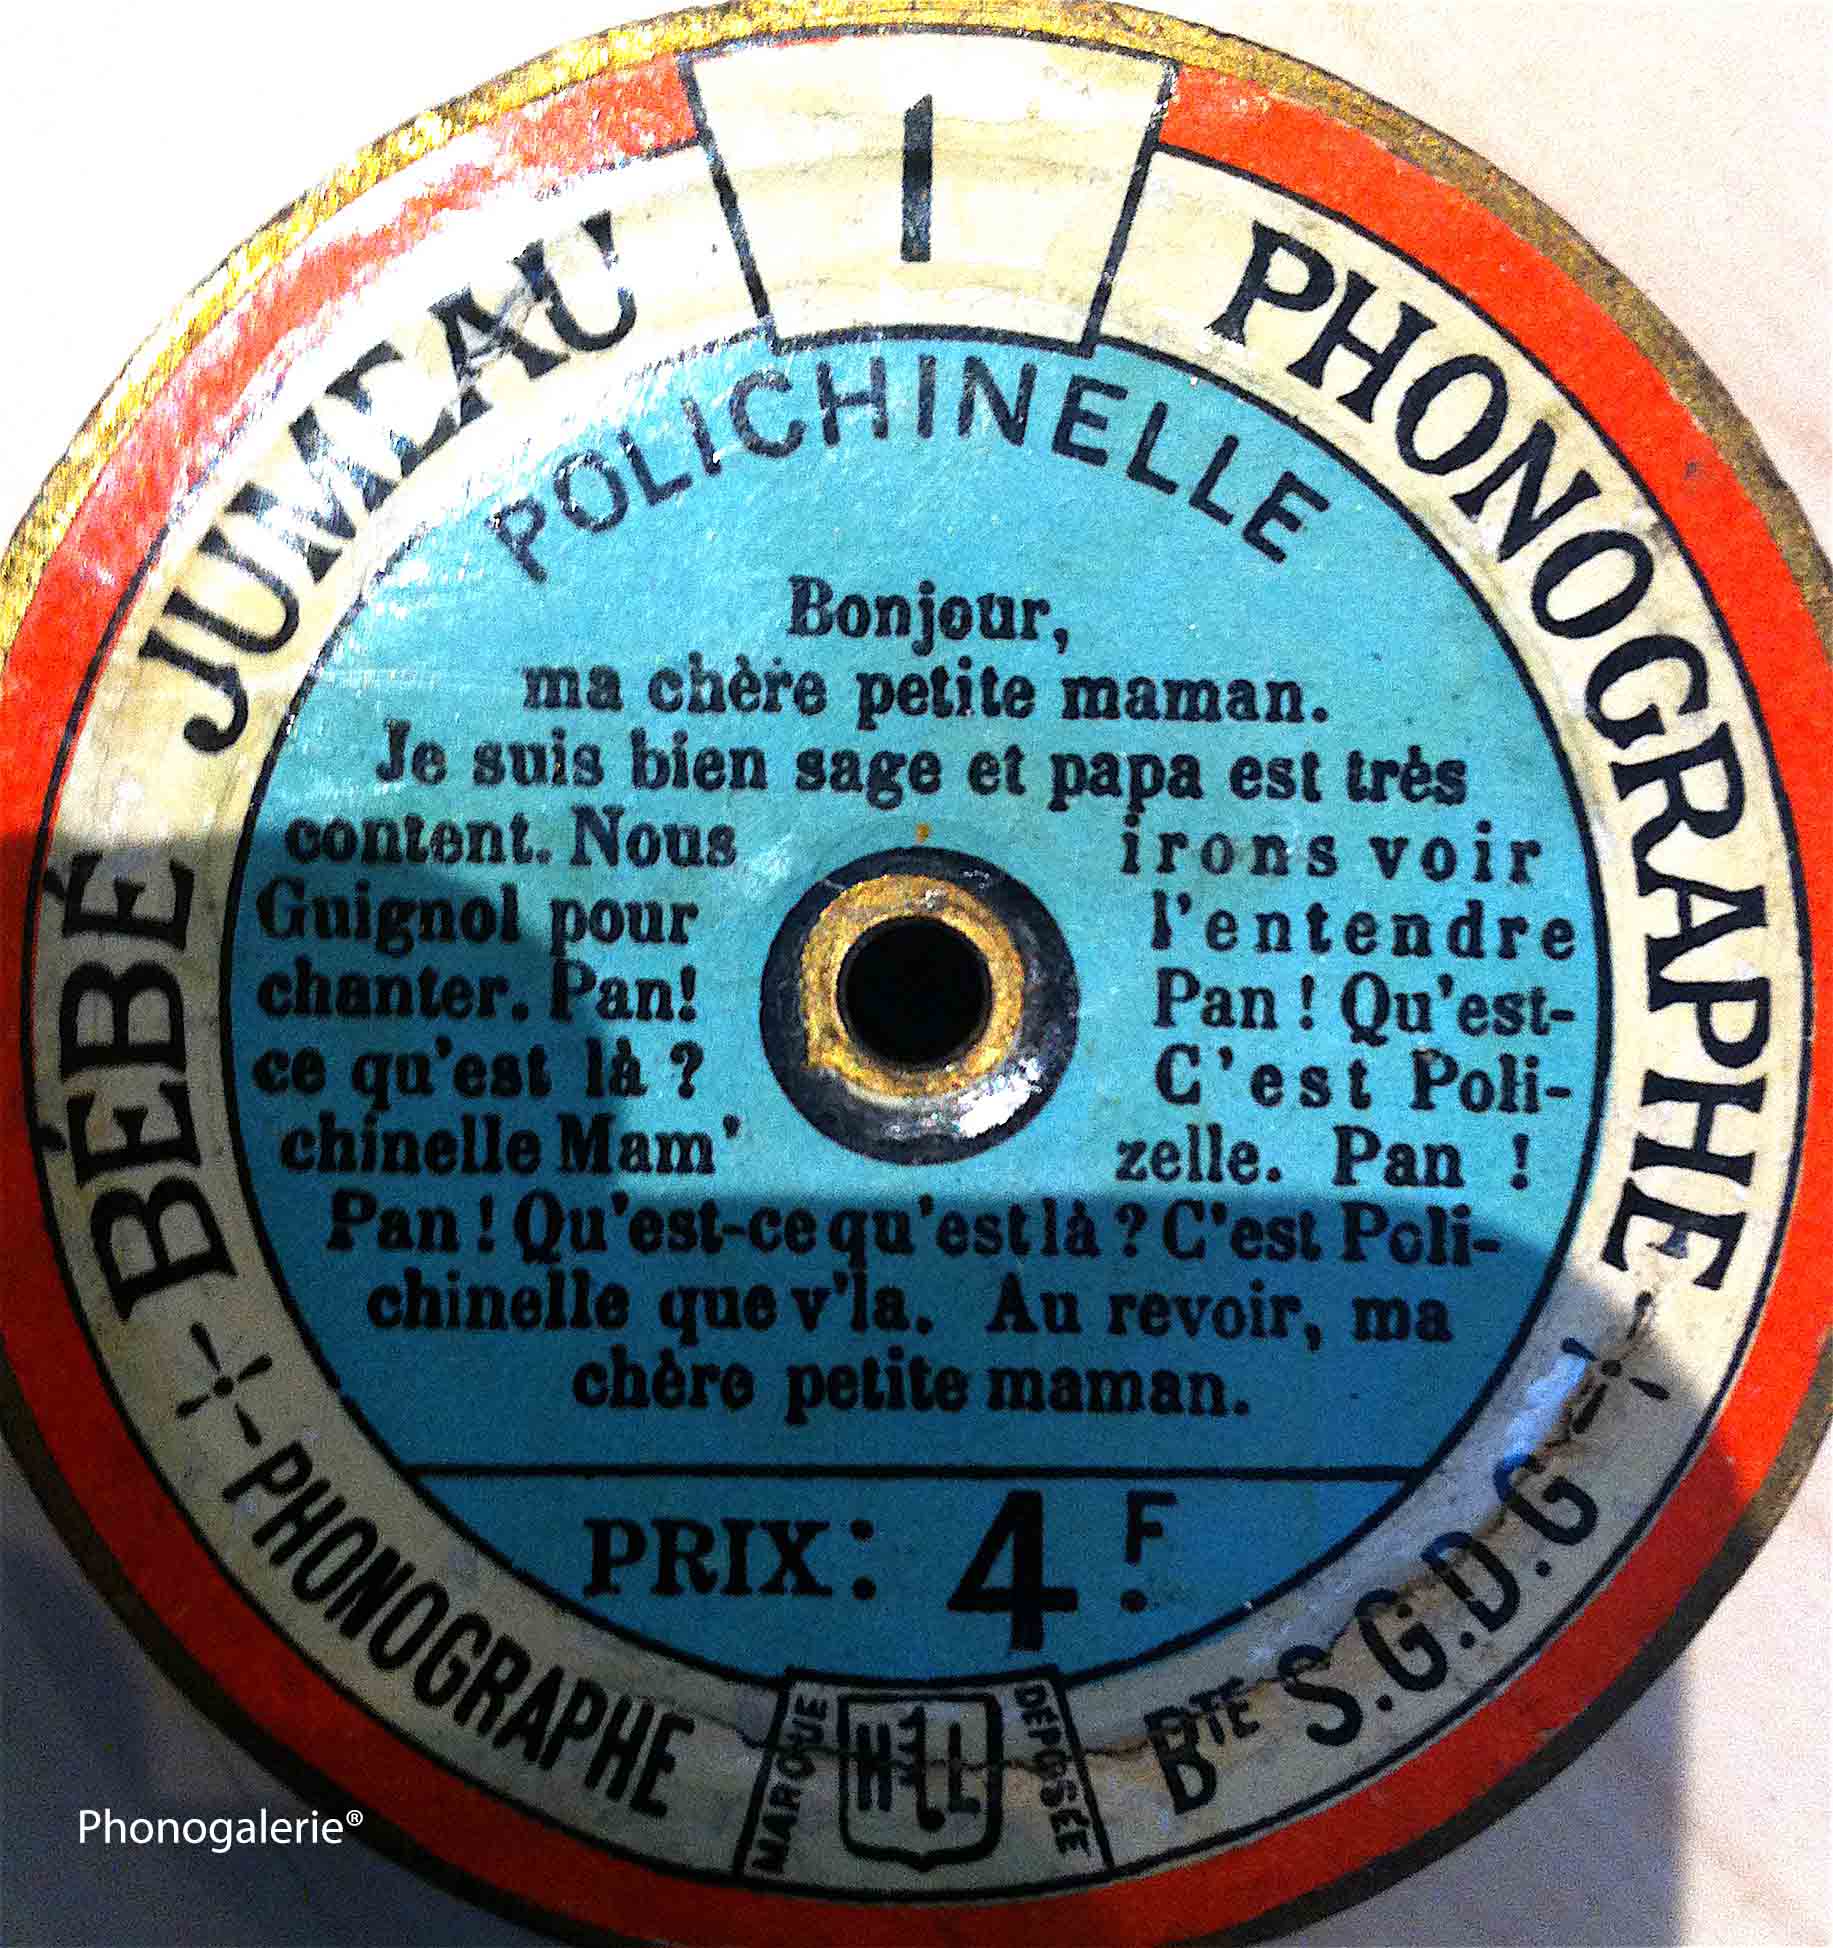 1
BÉBÉ JUMEAU PHONOGRAPHE
POLICHINELLE
Bonjour,
ma chère petite maman.
Je suis bien sage et papa est très
content. Nous irons voir
Guignol pour l'entendre
chanter. Pan! Pan ! Qu'est-
ce qu'est là ? C'est Poli-
chinelle Mam' zelle. Pan !
Pan ! Qu'est-ce qu'est là ? C'est Poli-
chinelle que v'la. Au revoir, ma
chère petite maman.
PRIX : 4 F.
PHONOGRAPHE
MARQUE
DÉPOSÉE
BTE S.G.D.G
Phonogalerie®